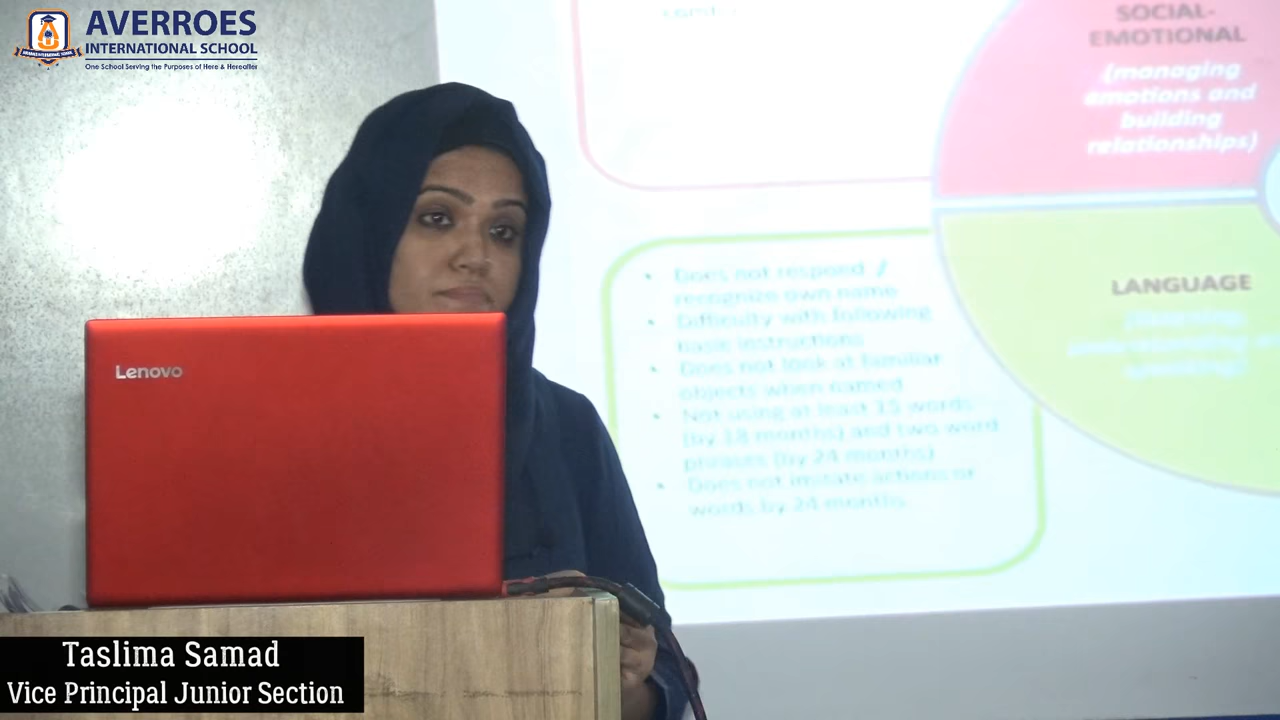 AVERROES
INTERNATIONAL SCHOOL
One School Serving the Purposes of Here & Hereafter
SOCIAL-
EMOTIONAL
(managing
emotions and
building
relationships)
• Does not respond /
recognize own name
• Difficulty with following
basic instructions
• Does not look at familiar
objects when named
• Not using at least 15 words
(by 18 months) and two word
phrases (by 24 months)
• Does not imitate actions or
words by 24 months
LANGUAGE
Lenovo
Taslima Samad
Vice Principal Junior Section